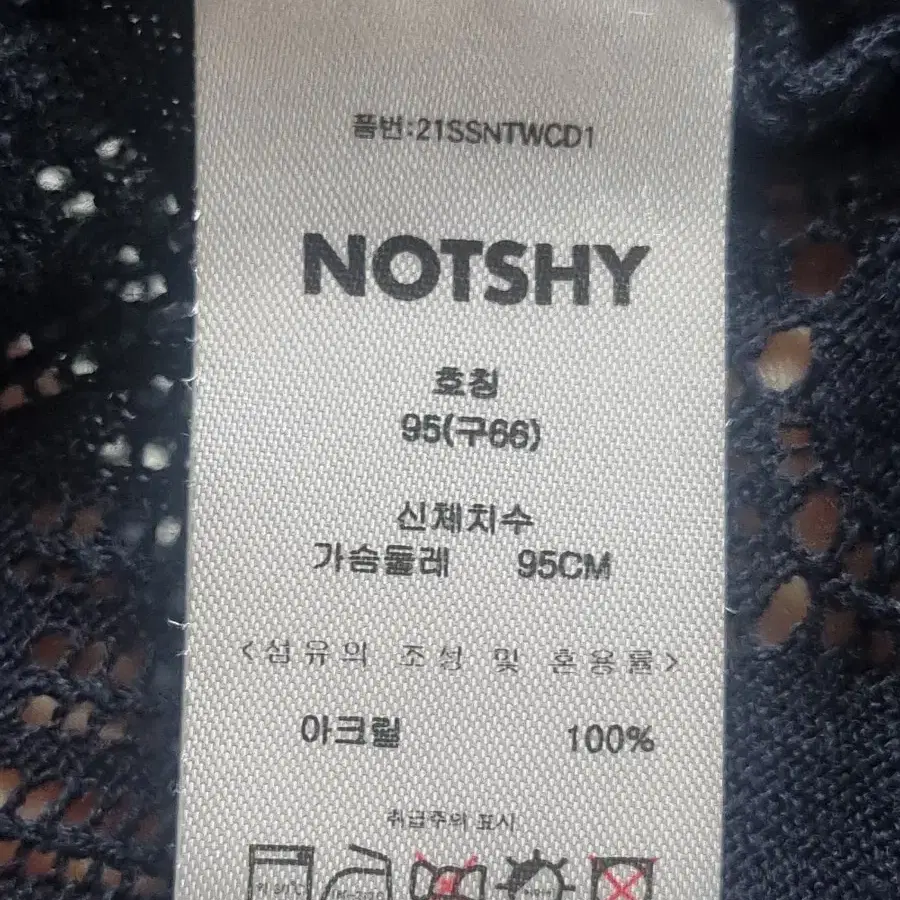 품번:21SSNTWCD1
NOTSHY
호칭
95(구66)
신체치수
가슴둘레 95CM
<섬유의 조성 및 혼용률>
아크릴 100%
취급주의 표시